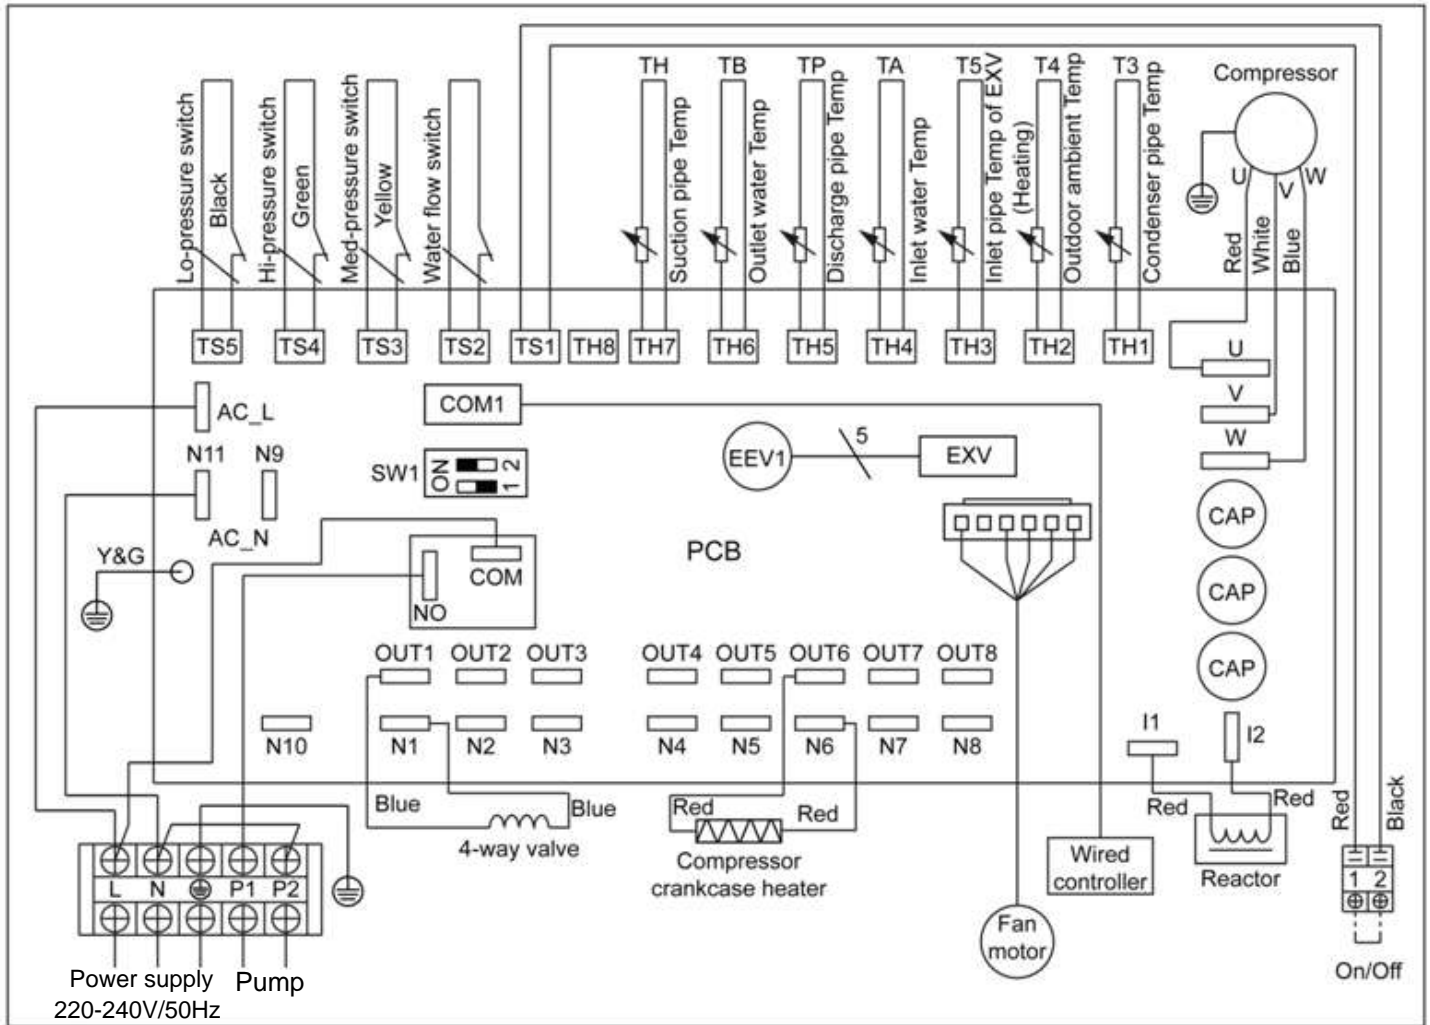 TH TB TP TA T5 T4 T3
Compressor
Lo-pressure switch
Black
Hi-pressure switch
Green
Med-pressure switch
Yellow
Water flow switch
Suction pipe Temp
Outlet water Temp
Discharge pipe Temp
Inlet water Temp
Inlet pipe Temp of EXV
(Heating)
Outdoor ambient Temp
Condenser pipe Temp
U V W
Red
White
Blue
TS5 TS4 TS3 TS2 TS1 TH8 TH7 TH6 TH5 TH4 TH3 TH2 TH1
U
V
W
AC_L
COM1
N11 N9
AC_N
SW1
ON
1 2
EEV1
5
EXV
CAP
CAP
CAP
PCB
Y&G
COM
NO
OUT1 OUT2 OUT3 OUT4 OUT5 OUT6 OUT7 OUT8
N10 N1 N2 N3 N4 N5 N6 N7 N8
I1 I2
Blue
Blue
4-way valve
Red
Red
Compressor
crankcase heater
Fan
motor
Wired
controller
Red
Red
Reactor
Red
Black
1 2
On/Off
L N P1 P2
Power supply
220-240V/50Hz
Pump